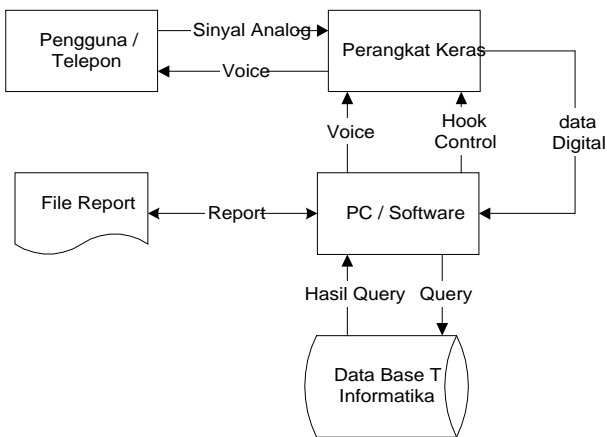 Pengguna /
Telepon
Sinyal Analog
Voice
Perangkat Keras
Voice
Hook
Control
data
Digital
File Report
Report
PC / Software
Hasil Query
Query
Data Base T
Informatika